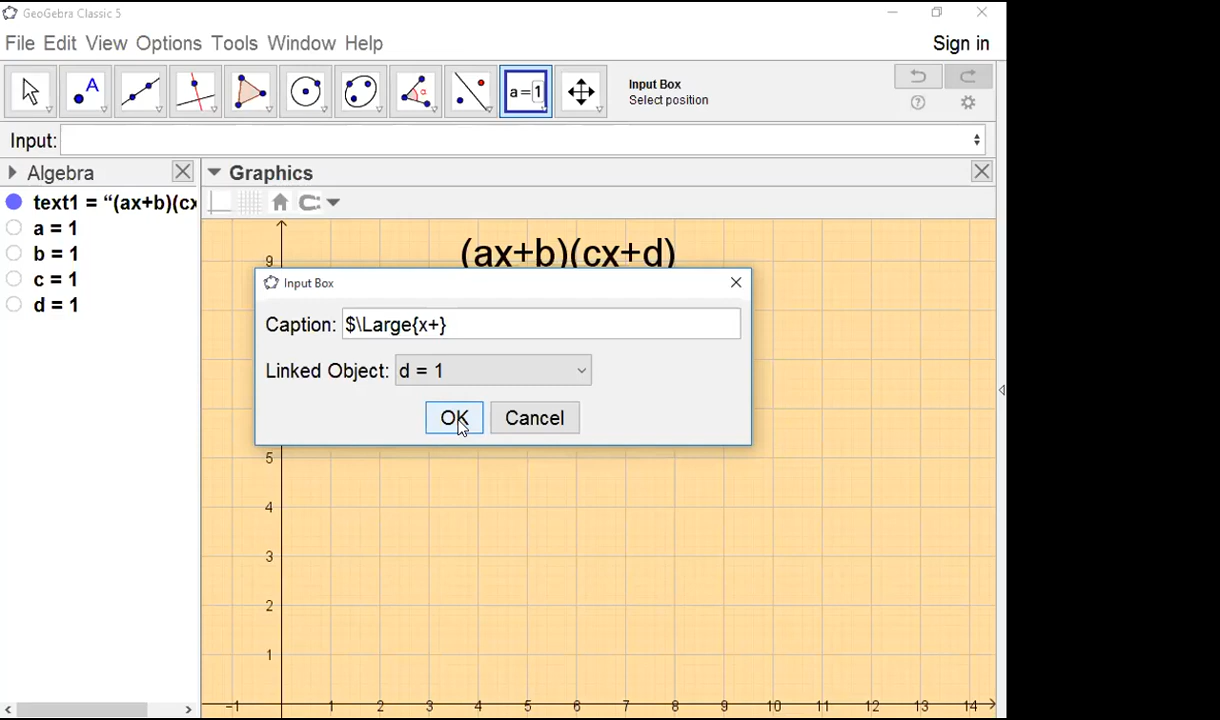 GeoGebra Classic 5
File Edit View Options Tools Window Help
Sign in
A
α
a=1
Input Box
Select position
Input:
Algebra
Graphics
text1 = “(ax+b)(cx
a = 1
b = 1
c = 1
d = 1
(ax+b)(cx+d)
9
Input Box
Caption: $\Large{x+}
Linked Object: d = 1
OK Cancel
5
4
3
2
1
−1 1 2 3 4 5 6 7 8 9 10 11 12 13 14